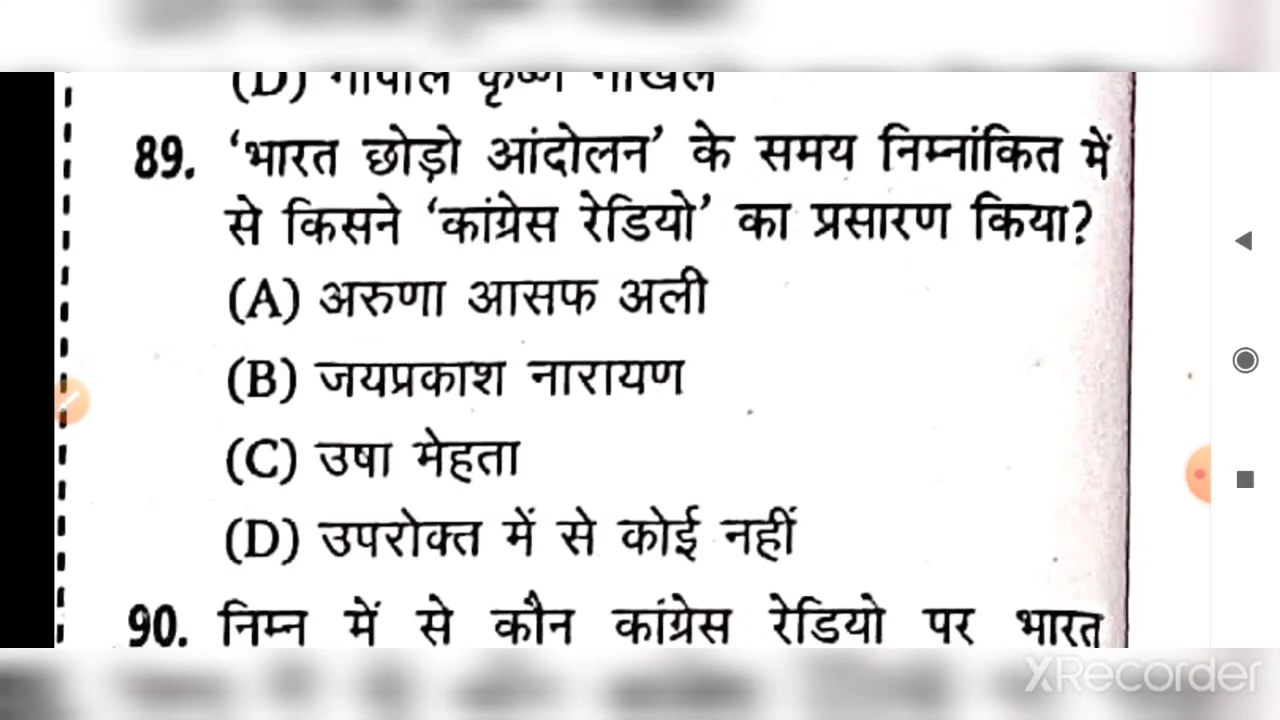 (D) गोपाल कृष्ण गोखले
89. ‘भारत छोड़ो आंदोलन’ के समय निम्नांकित में
से किसने ‘कांग्रेस रेडियो’ का प्रसारण किया?
(A) अरुणा आसफ अली
(B) जयप्रकाश नारायण
(C) उषा मेहता
(D) उपरोक्त में से कोई नहीं
90. निम्न में से कौन कांग्रेस रेडियो पर भारत
XRecorder